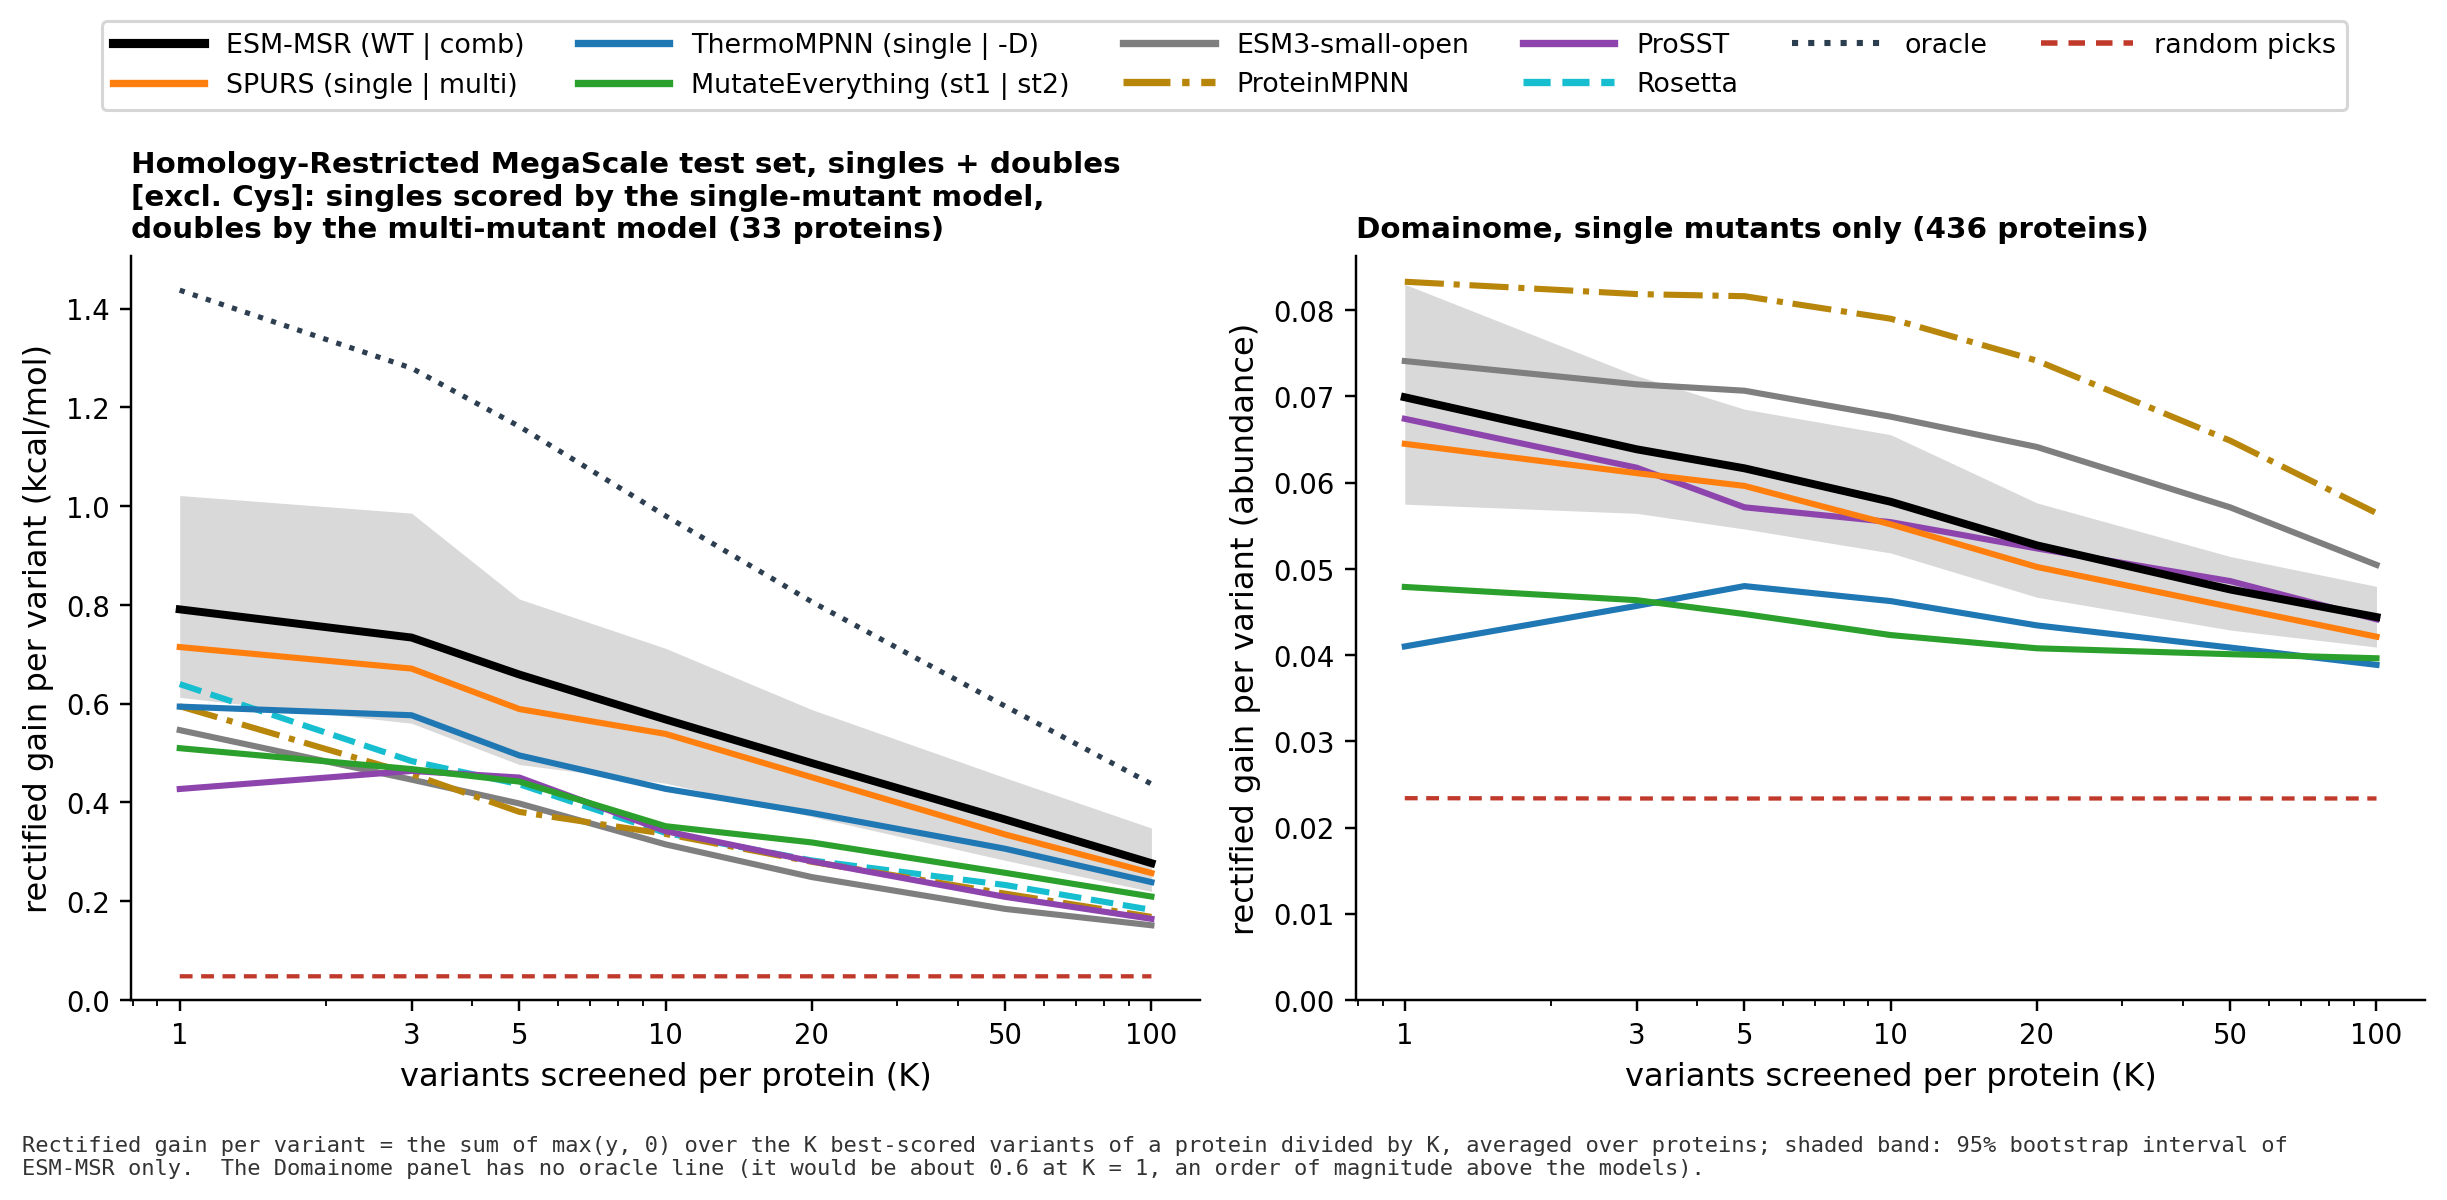 ESM-MSR (WT | comb)
SPURS (single | multi)
ThermoMPNN (single | -D)
MutateEverything (st1 | st2)
ESM3-small-open
ProteinMPNN
ProSST
Rosetta
oracle
random picks
Homology-Restricted MegaScale test set, singles + doubles
[excl. Cys]: singles scored by the single-mutant model,
doubles by the multi-mutant model (33 proteins)
rectified gain per variant (kcal/mol)
1.4
1.2
1.0
0.8
0.6
0.4
0.2
0.0
1 3 5 10 20 50 100
variants screened per protein (K)
Domainome, single mutants only (436 proteins)
rectified gain per variant (abundance)
0.08
0.07
0.06
0.05
0.04
0.03
0.02
0.01
0.00
1 3 5 10 20 50 100
variants screened per protein (K)
Rectified gain per variant = the sum of max(y, 0) over the K best-scored variants of a protein divided by K, averaged over proteins; shaded band: 95% bootstrap interval of
ESM-MSR only.  The Domainome panel has no oracle line (it would be about 0.6 at K = 1, an order of magnitude above the models).